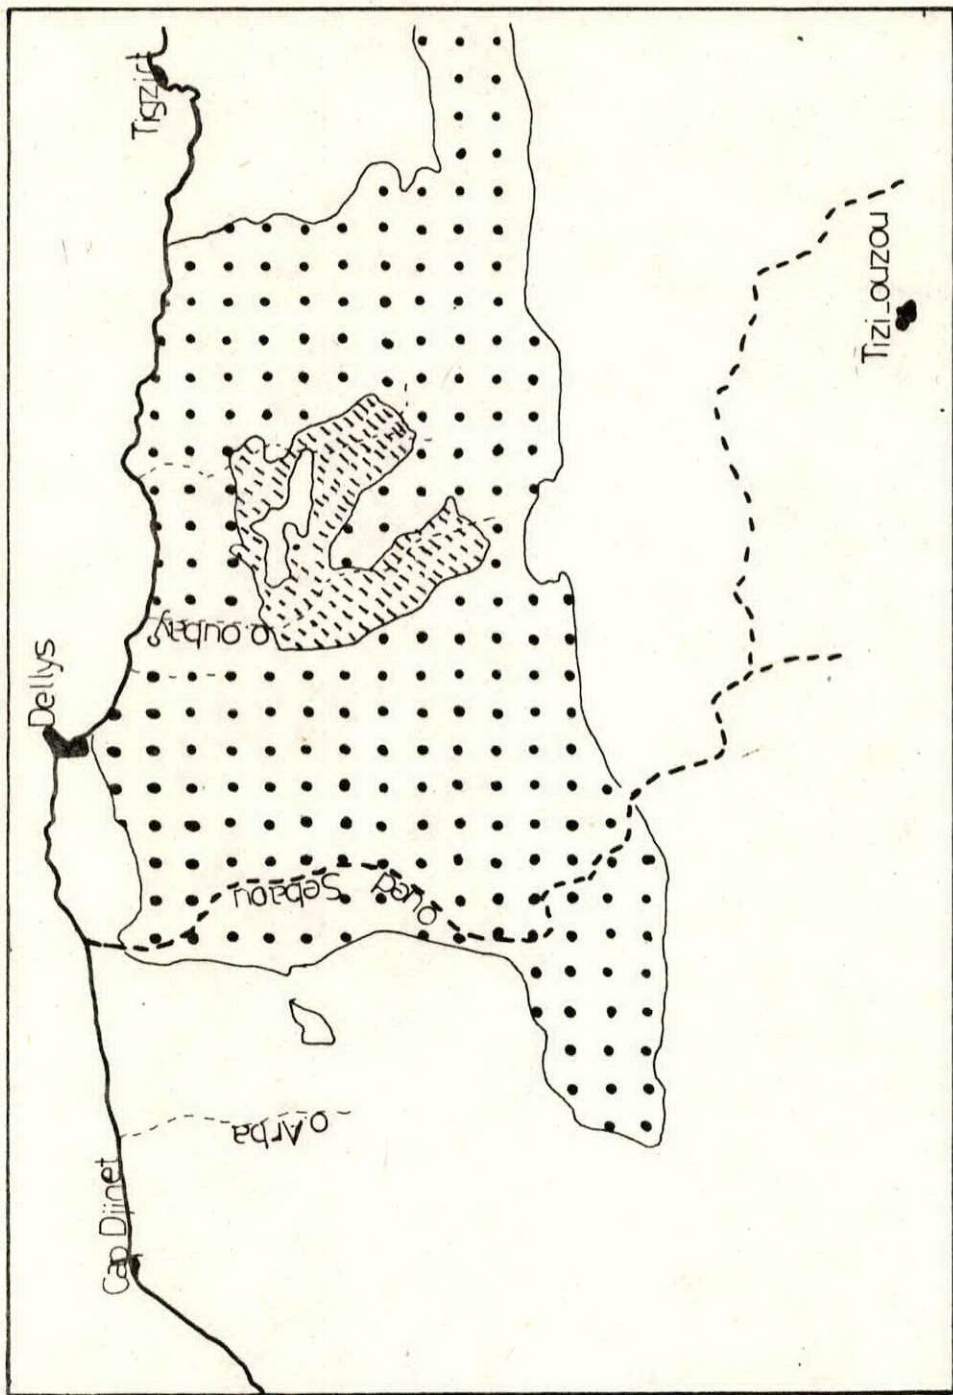 Tigzirt
Dellys
Cap Djinet
Tizi_ouzou
O.oubay
Oued
Sebaou
O.Arba